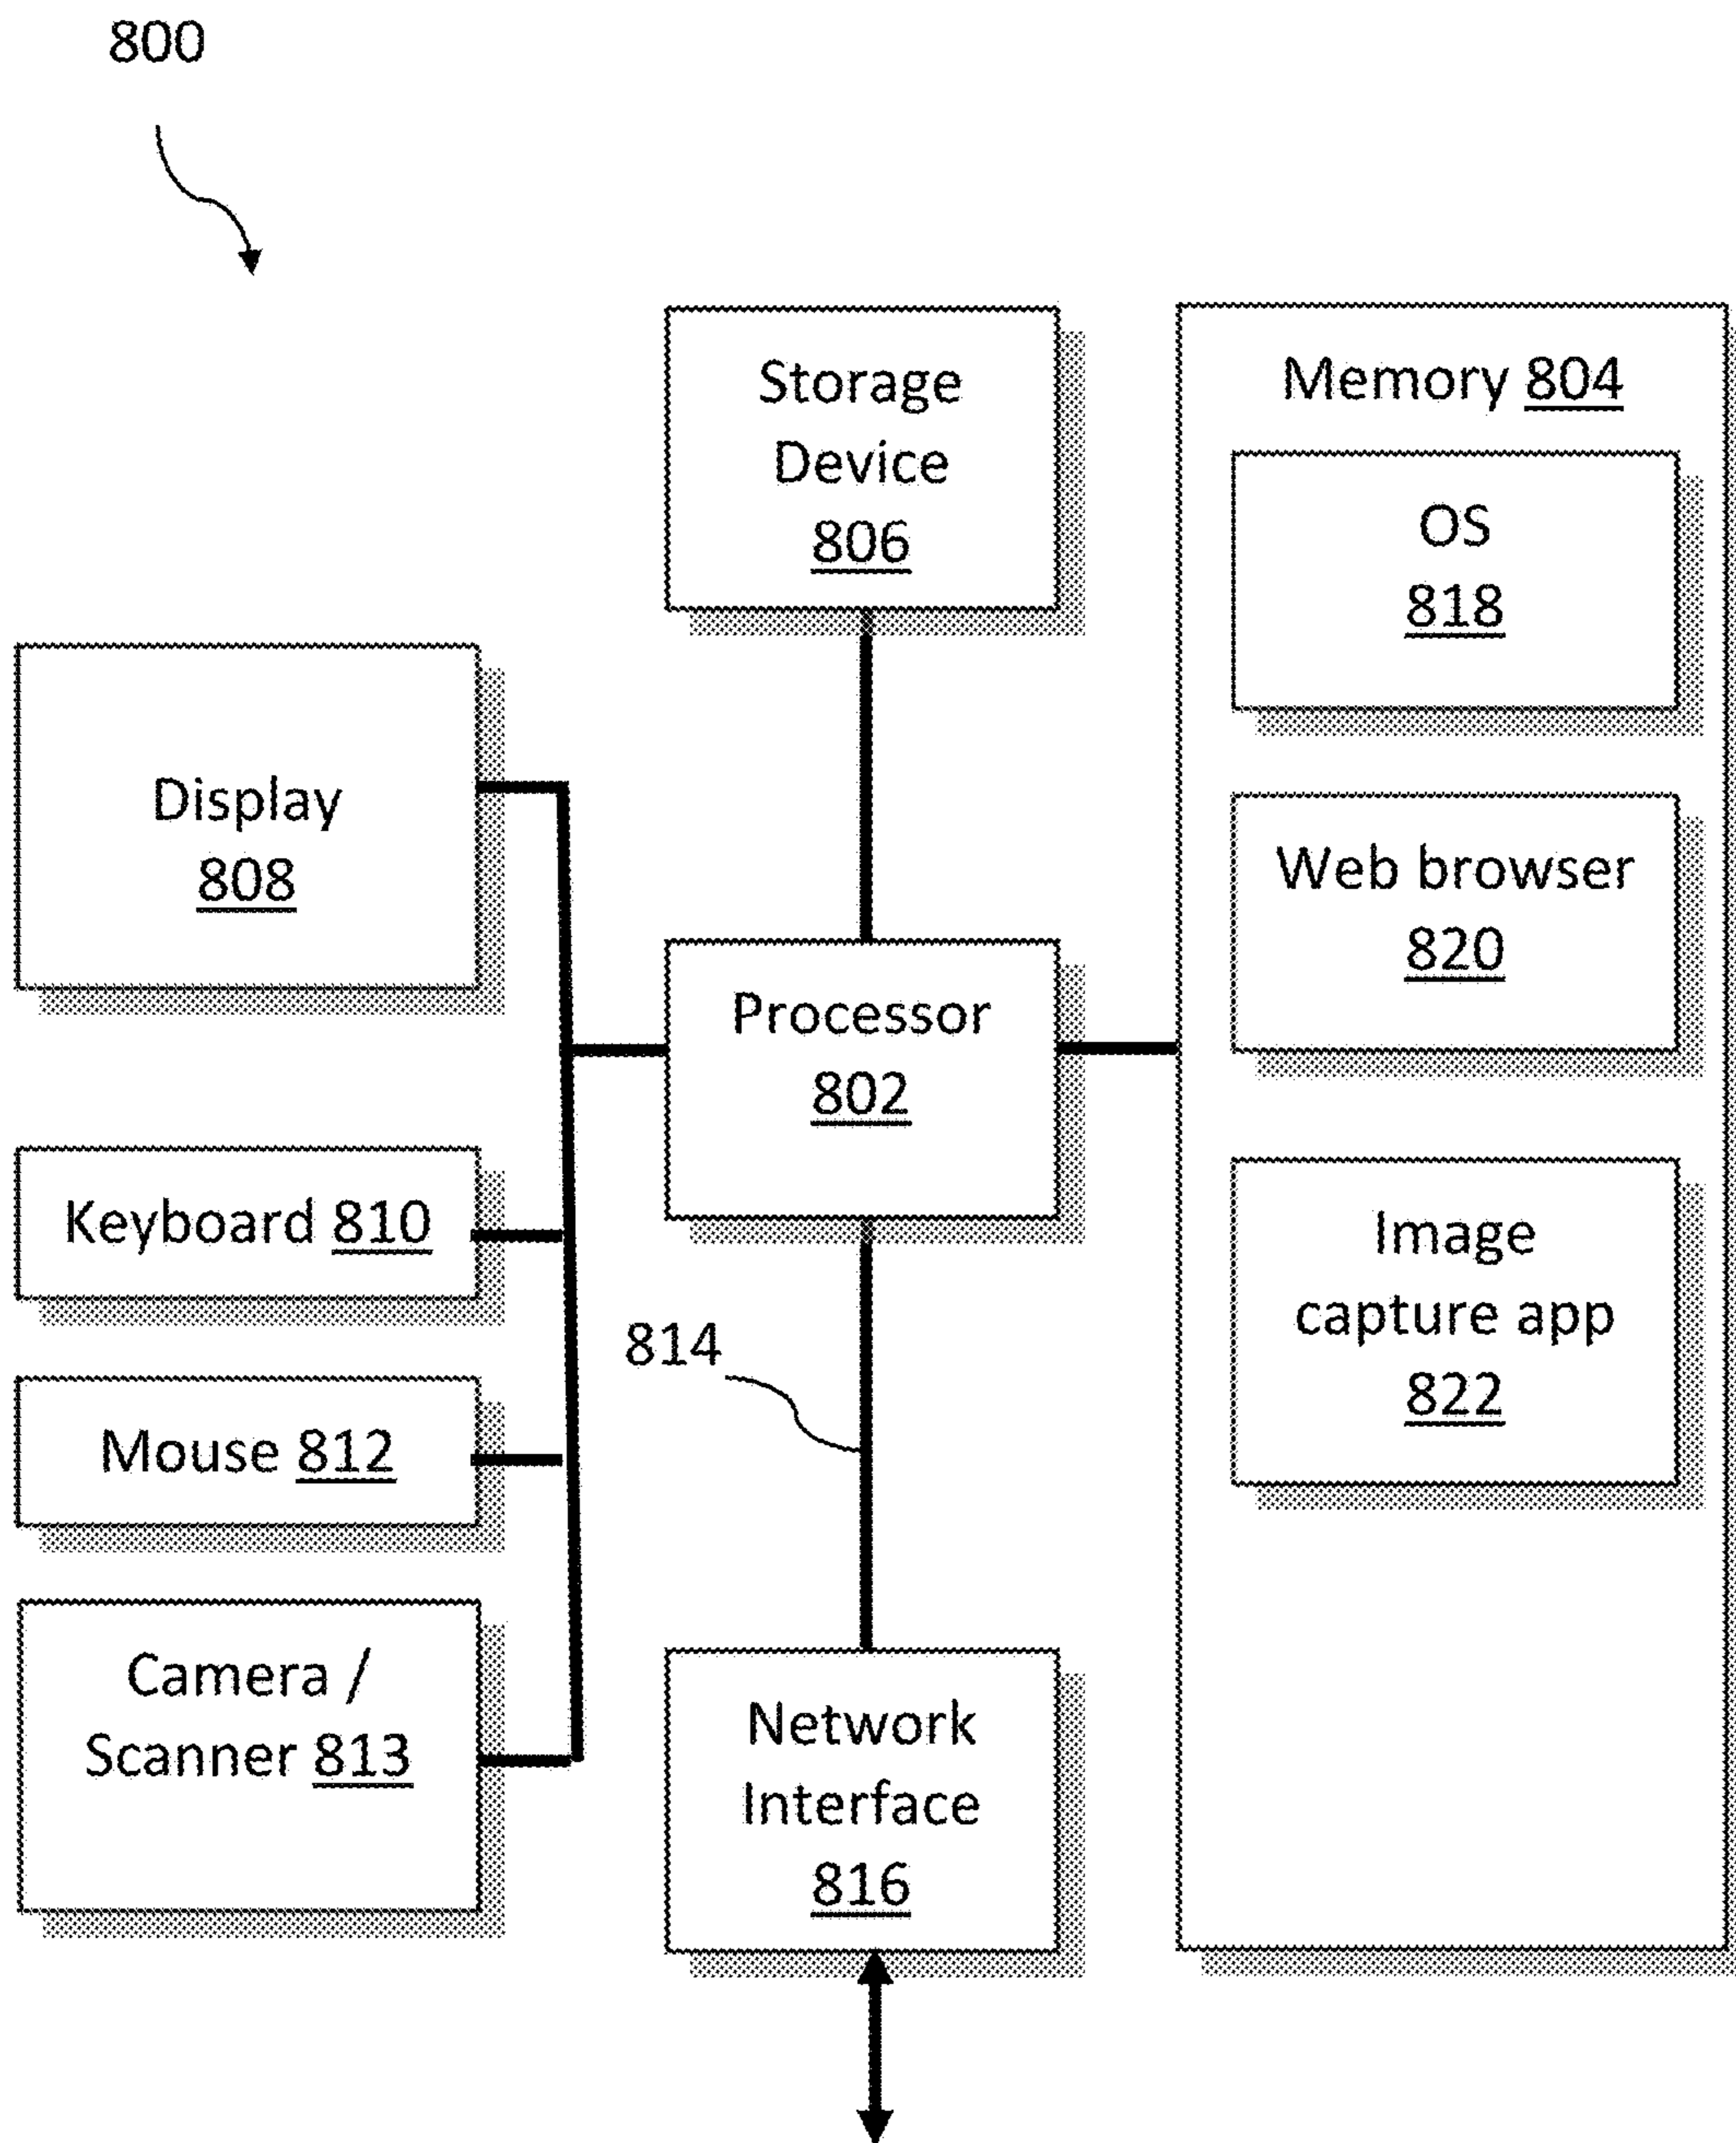 800
Storage
Device
806
Memory 804
OS
818
Display
808
Web browser
820
Processor
802
Keyboard 810
Image
capture app
822
814
Mouse 812
Camera /
Scanner 813
Network
Interface
816